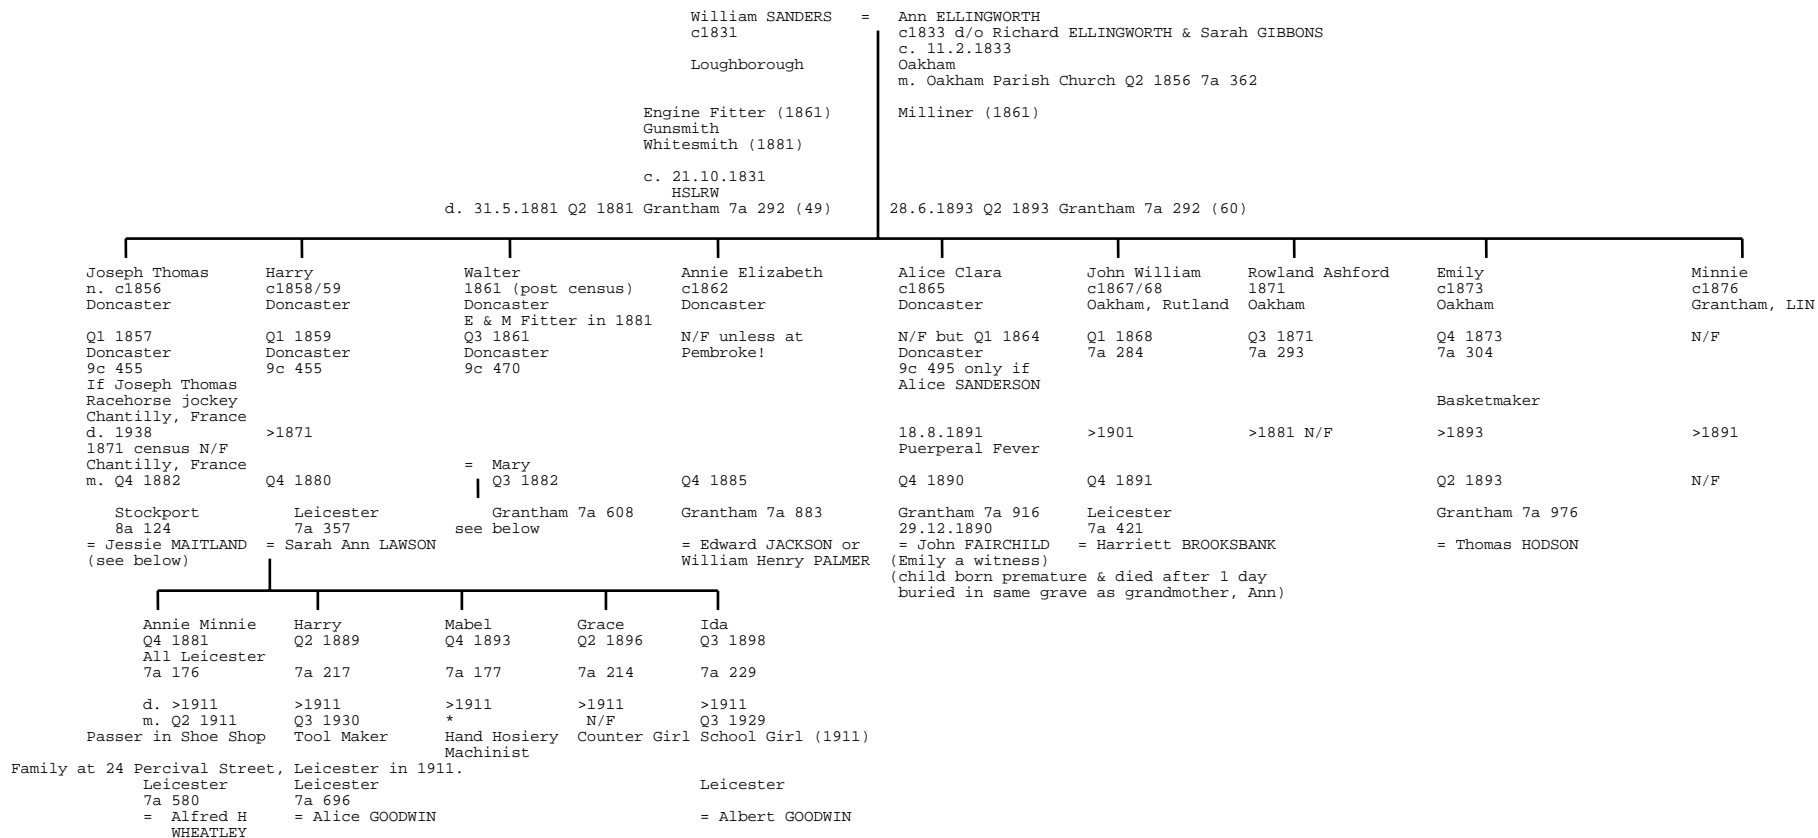 William SANDERS = Ann ELLINGWORTH
c1831 c1833 d/o Richard ELLINGWORTH & Sarah GIBBONS
c. 11.2.1833
Loughborough Oakham
m. Oakham Parish Church Q2 1856 7a 362
Engine Fitter (1861) Milliner (1861)
Gunsmith
Whitesmith (1881)
c. 21.10.1831
HSLRW
d. 31.5.1881 Q2 1881 Grantham 7a 292 (49) 28.6.1893 Q2 1893 Grantham 7a 292 (60)
Joseph Thomas Harry Walter Annie Elizabeth Alice Clara John William Rowland Ashford Emily Minnie
n. c1856 c1858/59 1861 (post census) c1862 c1865 c1867/68 1871 c1873 c1876
Doncaster Doncaster Doncaster Doncaster Doncaster Oakham, Rutland Oakham Oakham Grantham, LIN
E & M Fitter in 1881
Q1 1857 Q1 1859 Q3 1861 N/F unless at N/F but Q1 1864 Q1 1868 Q3 1871 Q4 1873 N/F
Doncaster Doncaster Doncaster Pembroke! Doncaster 7a 284 7a 293 7a 304
9c 455 9c 455 9c 470 9c 495 only if
If Joseph Thomas Alice SANDERSON
Racehorse jockey Basketmaker
Chantilly, France
d. 1938 >1871 18.8.1891 >1901 >1881 N/F >1893 >1891
1871 census N/F Puerperal Fever
Chantilly, France = Mary
m. Q4 1882 Q4 1880 Q3 1882 Q4 1885 Q4 1890 Q4 1891 Q2 1893 N/F
Stockport Leicester Grantham 7a 608 Grantham 7a 883 Grantham 7a 916 Leicester Grantham 7a 976
8a 124 7a 357 see below 29.12.1890 7a 421
= Jessie MAITLAND = Sarah Ann LAWSON = Edward JACKSON or = John FAIRCHILD = Harriett BROOKSBANK = Thomas HODSON
(see below) William Henry PALMER (Emily a witness)
(child born premature & died after 1 day
buried in same grave as grandmother, Ann)
Annie Minnie Harry Mabel Grace Ida
Q4 1881 Q2 1889 Q4 1893 Q2 1896 Q3 1898
All Leicester
7a 176 7a 217 7a 177 7a 214 7a 229
d. >1911 >1911 >1911 >1911 >1911
m. Q2 1911 Q3 1930 * N/F Q3 1929
Passer in Shoe Shop Tool Maker Hand Hosiery Counter Girl School Girl (1911)
Machinist
Family at 24 Percival Street, Leicester in 1911.
Leicester Leicester Leicester
7a 580 7a 696
= Alfred H = Alice GOODWIN = Albert GOODWIN
WHEATLEY